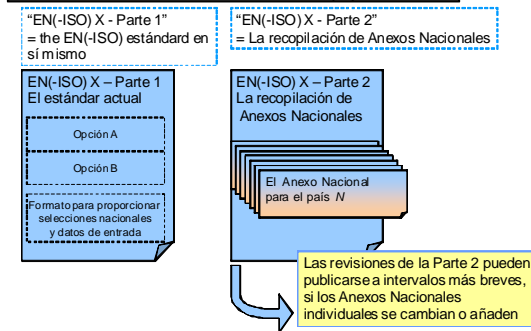 “EN(-ISO) X - Parte 1”
= the EN(-ISO) estándard en
sí mismo
“EN(-ISO) X - Parte 2”
= La recopilación de Anexos Nacionales
EN(-ISO) X – Parte 1
El estándar actual
Opción A
Opción B
Formato para proporcionar
selecciones nacionales
y datos de entrada
EN(-ISO) X – Parte 2
La recopilación de
Anexos Nacionales
El Anexo Nacional
para el país N
Las revisiones de la Parte 2 pueden
publicarse a intervalos más breves,
si los Anexos Nacionales
individuales se cambian o añaden